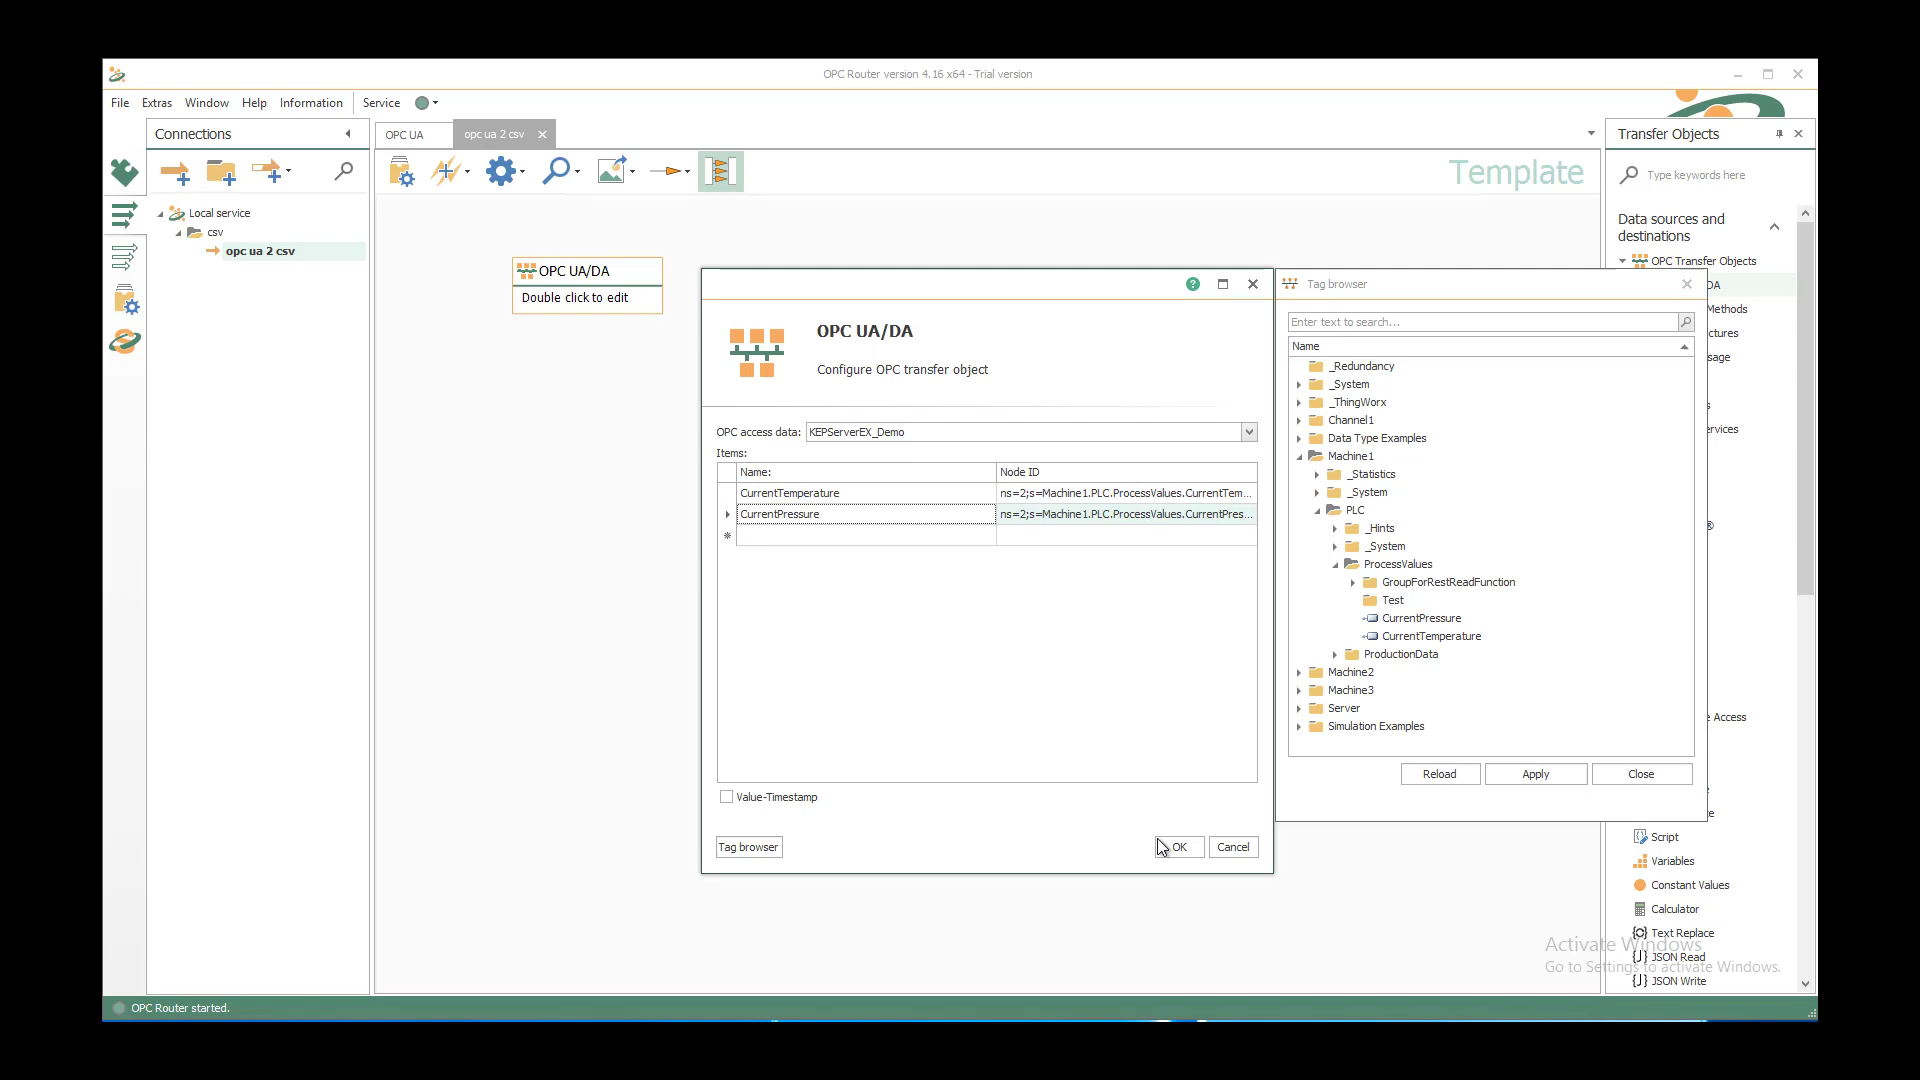 OPC Router version 4.16 x64 - Trial version
File Extras Window Help Information Service
Connections
OPC UA
opc ua 2 csv
Transfer Objects
Template
Type keywords here
Local service
csv
opc ua 2 csv
Data sources and
destinations
OPC Transfer Objects
DA
Methods
ctures
sage
s
ervices
®
e Access
e
te
Script
Variables
Constant Values
Calculator
Text Replace
JSON Read
JSON Write
OPC UA/DA
Double click to edit
OPC UA/DA
Configure OPC transfer object
OPC access data: KEPServerEX_Demo
Items:
Name: Node ID
CurrentTemperature ns=2;s=Machine1.PLC.ProcessValues.CurrentTem...
CurrentPressure ns=2;s=Machine1.PLC.ProcessValues.CurrentPres...
Value-Timestamp
Tag browser
OK
Cancel
Tag browser
Enter text to search...
Name
_Redundancy
_System
_ThingWorx
Channel1
Data Type Examples
Machine1
_Statistics
_System
PLC
_Hints
_System
ProcessValues
GroupForRestReadFunction
Test
CurrentPressure
CurrentTemperature
ProductionData
Machine2
Machine3
Server
Simulation Examples
Reload
Apply
Close
Activate Windows
Go to Settings to activate Windows.
OPC Router started.